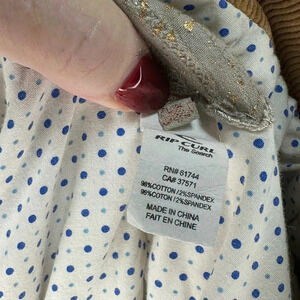 RIP CURL
The Search
RN# 61744
CA# 37571
98%COTTON/2%SPANDEX
98%COTTON/2%SPANDEX
MADE IN CHINA
FAIT EN CHINE